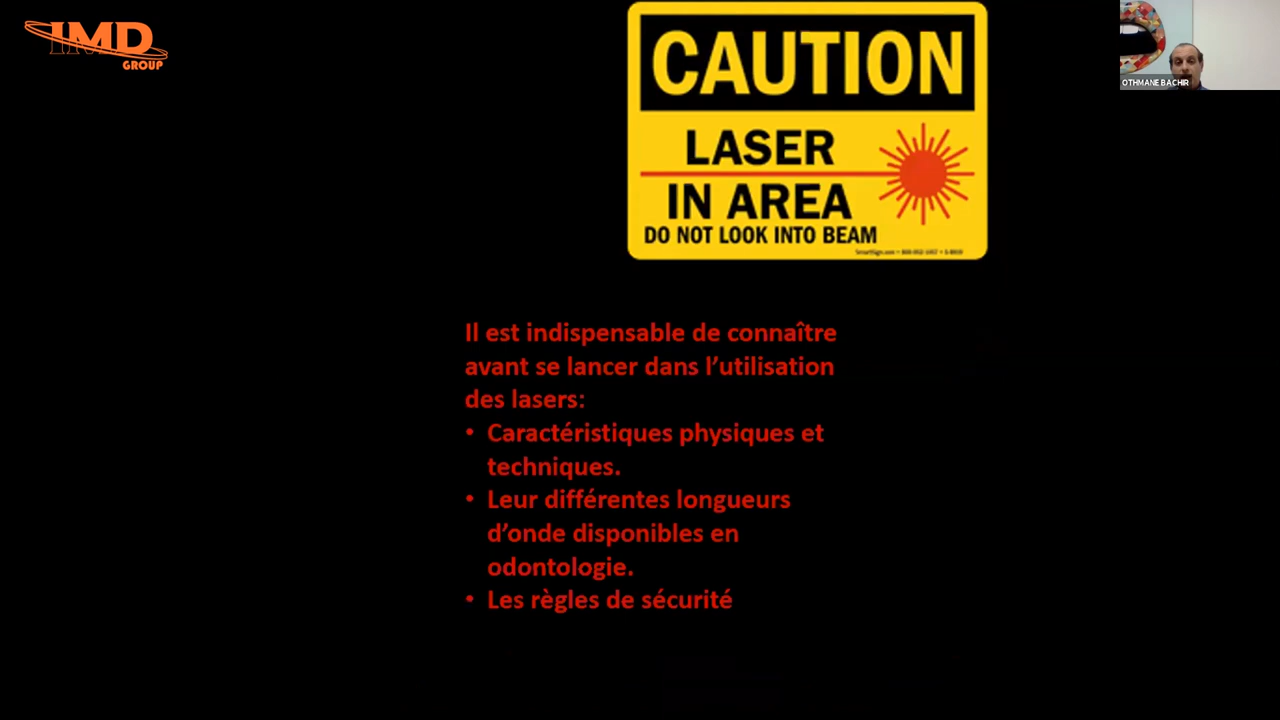 IMD
GROUP
CAUTION
LASER
IN AREA
DO NOT LOOK INTO BEAM
OTHMANE BACHIR
Il est indispensable de connaître
avant se lancer dans l’utilisation
des lasers:
• Caractéristiques physiques et
techniques.
• Leur différentes longueurs
d’onde disponibles en
odontologie.
• Les règles de sécurité